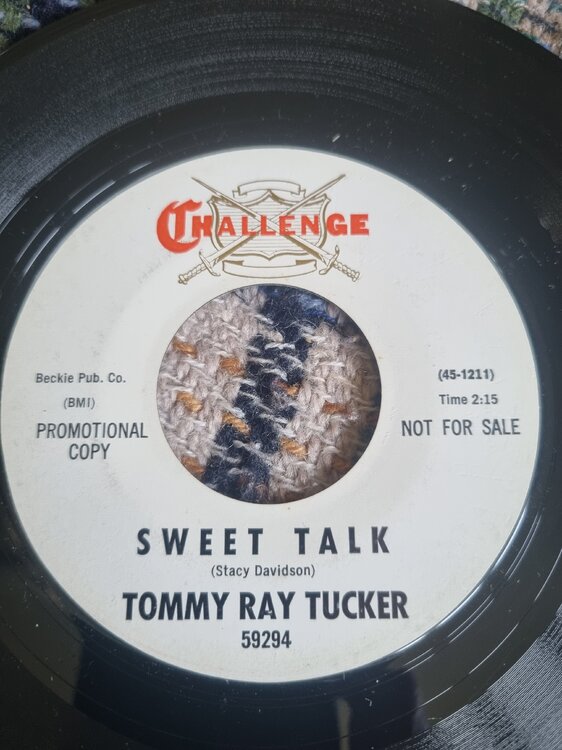 CHALLENGE
Beckie Pub. Co.
(BMI)
PROMOTIONAL
COPY
(45-1211)
Time 2:15
NOT FOR SALE
SWEET TALK
(Stacy Davidson)
TOMMY RAY TUCKER
59294